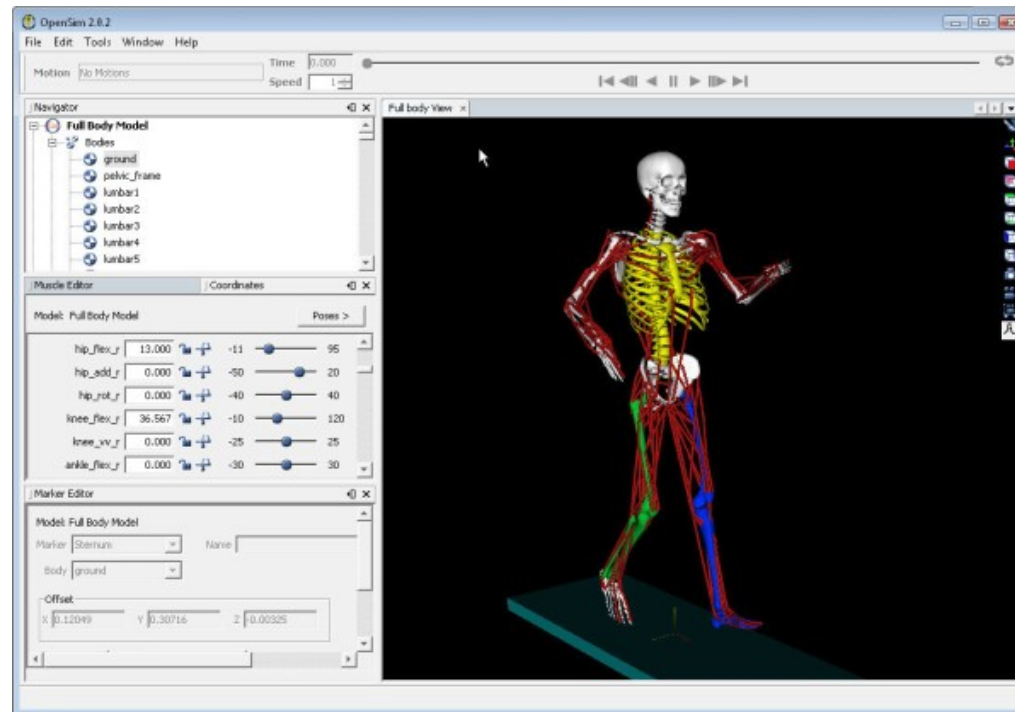 OpenSim 2.0.2
File Edit Tools Window Help
Motion No Motions
Time 0.000
Speed 1
Navigator
Full Body Model
Bodies
ground
pelvic_frame
lumbar1
lumbar2
lumbar3
lumbar4
lumbar5
Muscle Editor Coordinates
Model: Full Body Model Poses >
hip_flex_r 13.000 -11 95
hip_add_r 0.000 -50 20
hip_rot_r 0.000 -40 40
knee_flex_r 36.567 -10 120
knee_vv_r 0.000 -25 25
ankle_flex_r 0.000 -30 30
Marker Editor
Model: Full Body Model
Marker Sternum Name
Body ground
Offset
X 0.12049 Y 0.30716 Z -0.00325
Full body View